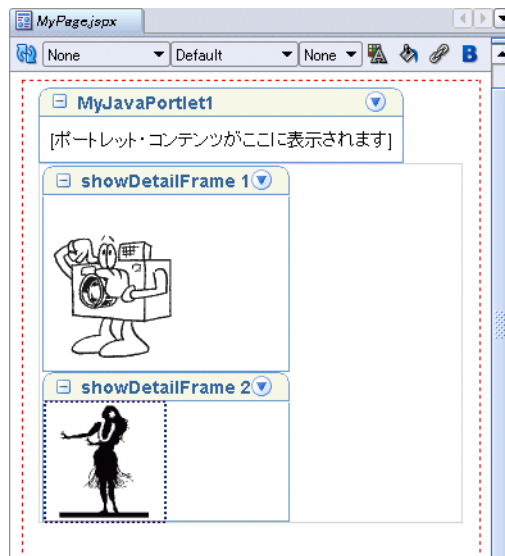 MyPage.jspx
None Default None B
MyJavaPortlet1
[ポートレット・コンテンツがここに表示されます]
showDetailFrame 1
showDetailFrame 2